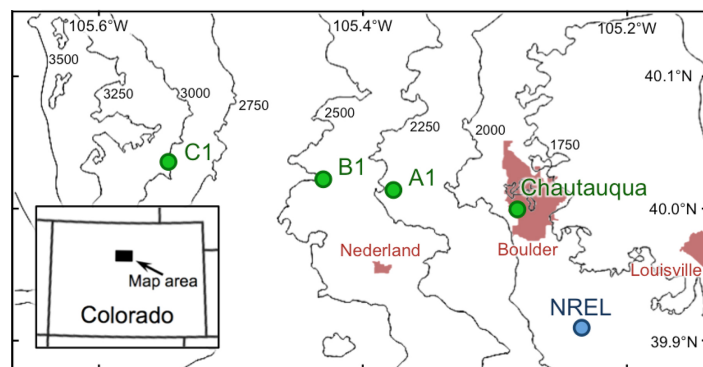 105.6°W
105.4°W
105.2°W
3500
3250
3000
2750
2500
2250
2000
1750
40.1°N
C1
B1
A1
Chautauqua
40.0°N
Nederland
Boulder
Louisville
Map area
Colorado
NREL
39.9°N